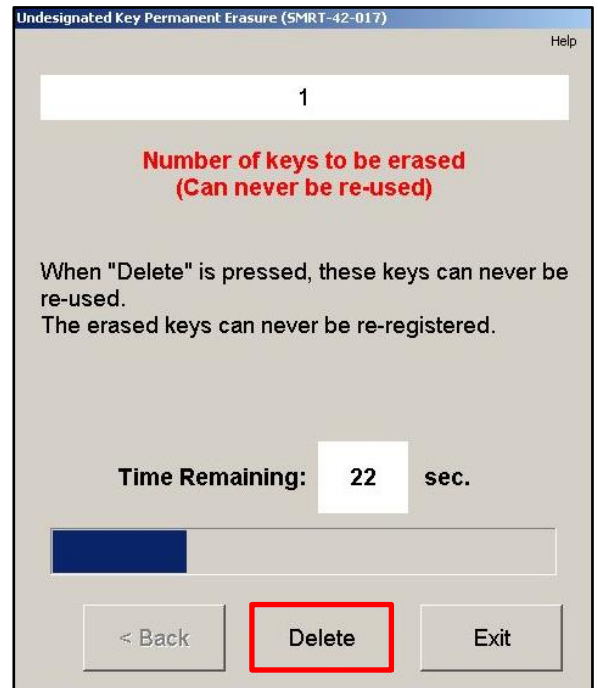 Undesignated Key Permanent Erasure (SMRT-42-017)
Help
1
Number of keys to be erased
(Can never be re-used)
When "Delete" is pressed, these keys can never be
re-used.
The erased keys can never be re-registered.
Time Remaining: 22 sec.
< Back Delete Exit